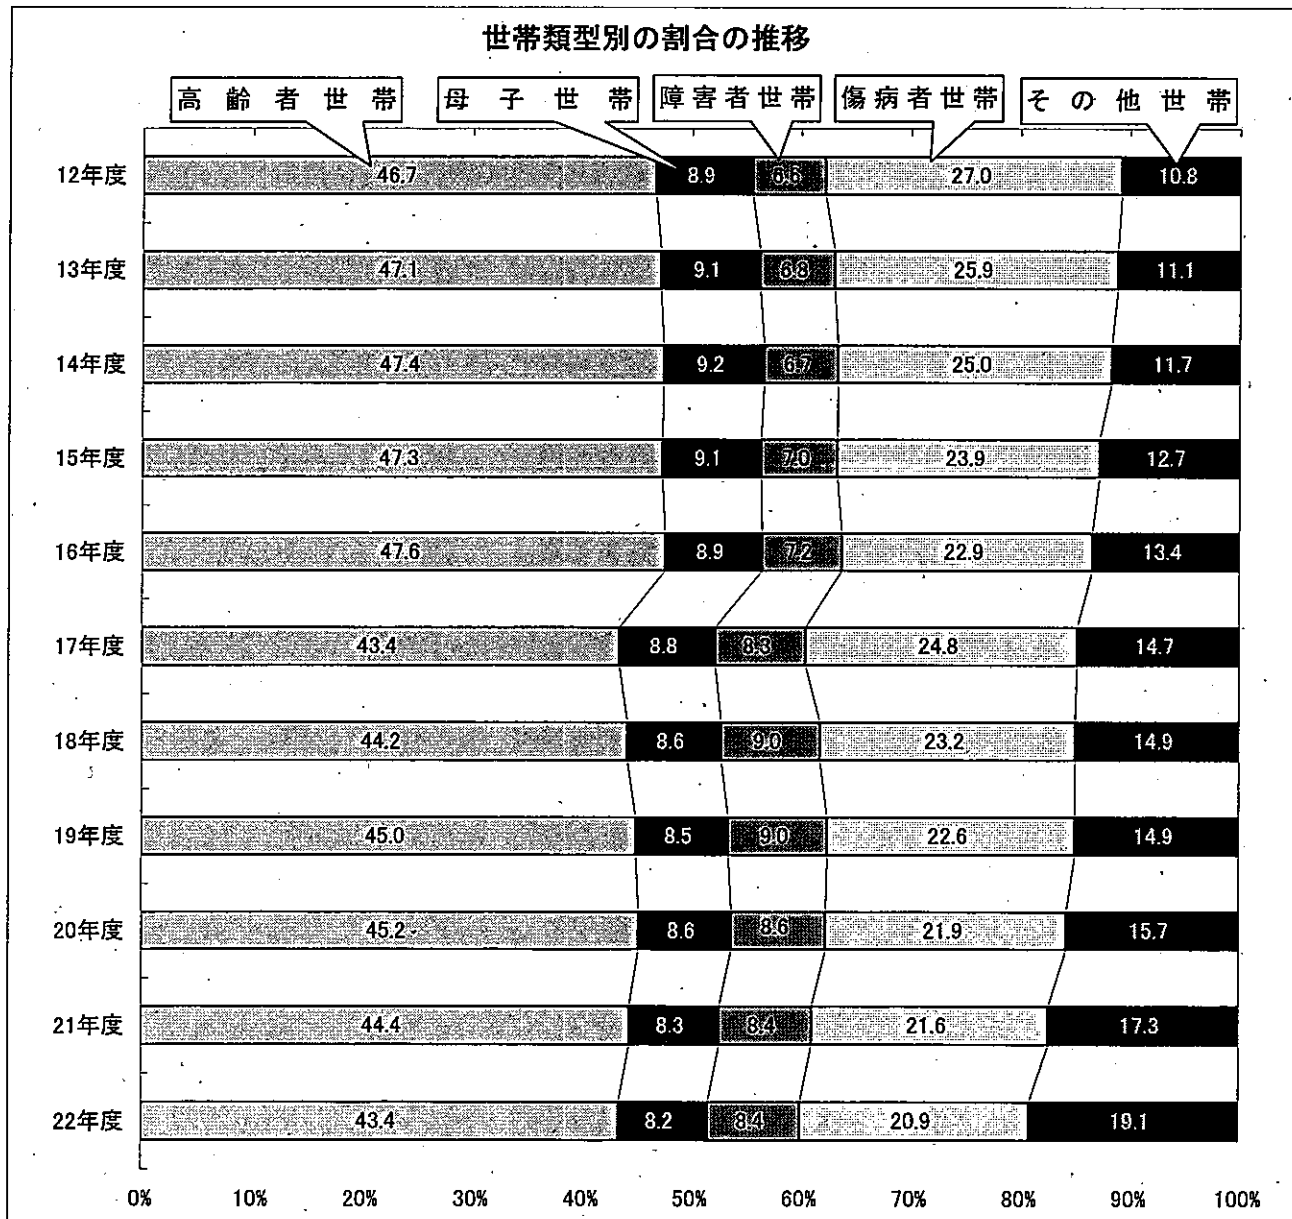 世帯類型別の割合の推移
高齢者世帯 母子世帯 障害者世帯 傷病者世帯 その他世帯
12年度 46.7 8.9 6.6 27.0 10.8
13年度 47.1 9.1 6.8 25.9 11.1
14年度 47.4 9.2 6.7 25.0 11.7
15年度 47.3 9.1 7.0 23.9 12.7
16年度 47.6 8.9 7.2 22.9 13.4
17年度 43.4 8.8 8.3 24.8 14.7
18年度 44.2 8.6 9.0 23.2 14.9
19年度 45.0 8.5 9.0 22.6 14.9
20年度 45.2 8.6 8.6 21.9 15.7
21年度 44.4 8.3 8.4 21.6 17.3
22年度 43.4 8.2 8.4 20.9 19.1
0% 10% 20% 30% 40% 50% 60% 70% 80% 90% 100%